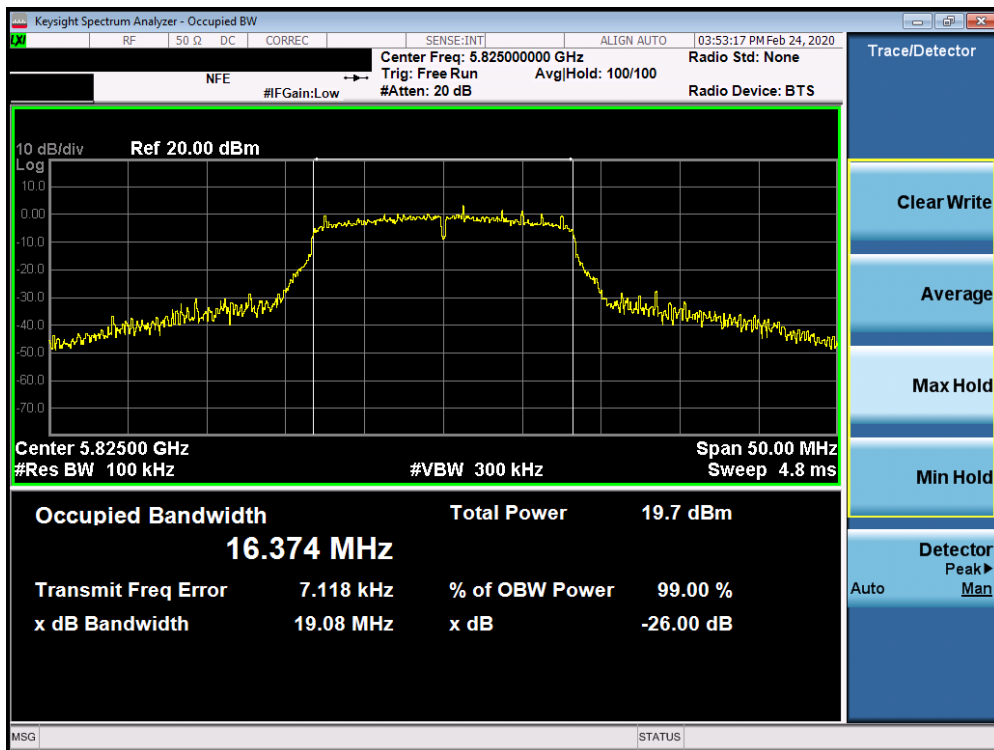 Keysight Spectrum Analyzer - Occupied BW
LXI RF 50 Ω DC CORREC SENSE:INT ALIGN AUTO 03:53:17 PM Feb 24, 2020
Center Freq: 5.825000000 GHz Radio Std: None
NFE Trig: Free Run Avg|Hold: 100/100
#IFGain:Low #Atten: 20 dB Radio Device: BTS
10 dB/div Ref 20.00 dBm
Log
10.0
0.00
-10.0
-20.0
-30.0
-40.0
-50.0
-60.0
-70.0
Center 5.82500 GHz Span 50.00 MHz
#Res BW 100 kHz #VBW 300 kHz Sweep 4.8 ms
Occupied Bandwidth Total Power 19.7 dBm
16.374 MHz
Transmit Freq Error 7.118 kHz % of OBW Power 99.00 %
x dB Bandwidth 19.08 MHz x dB -26.00 dB
Trace/Detector
Clear Write
Average
Max Hold
Min Hold
Detector
Peak▶
Auto Man
MSG STATUS